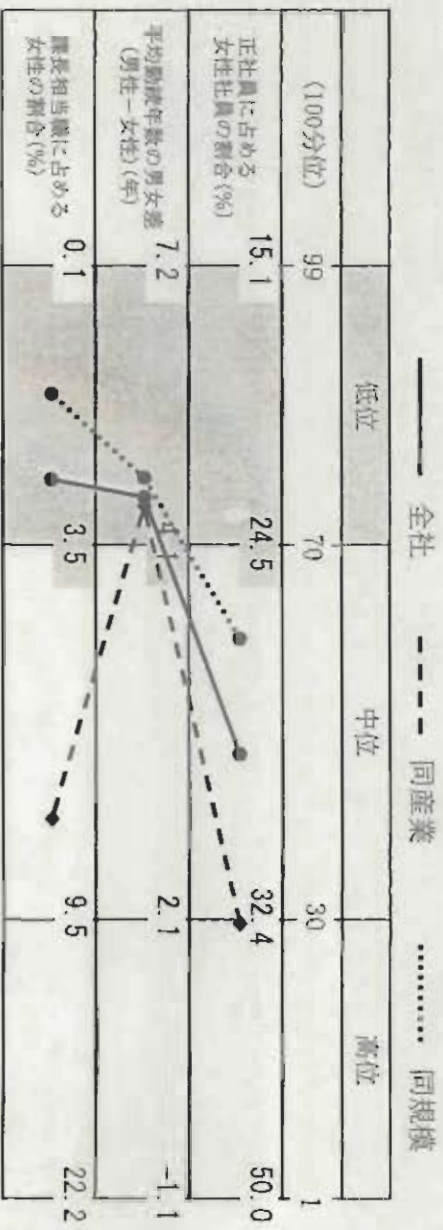 全社 同産業 同規模
低位 中位 高位
(100分位) 99 70 30 1
正社員に占める
女性社員の割合(%)
15.1 24.5 32.4 50.0
平均勤続年数の男女差
(男性－女性)(年)
7.2 2.1 -1.1
課長相当職に占める
女性の割合(%)
0.1 3.5 9.5 22.2